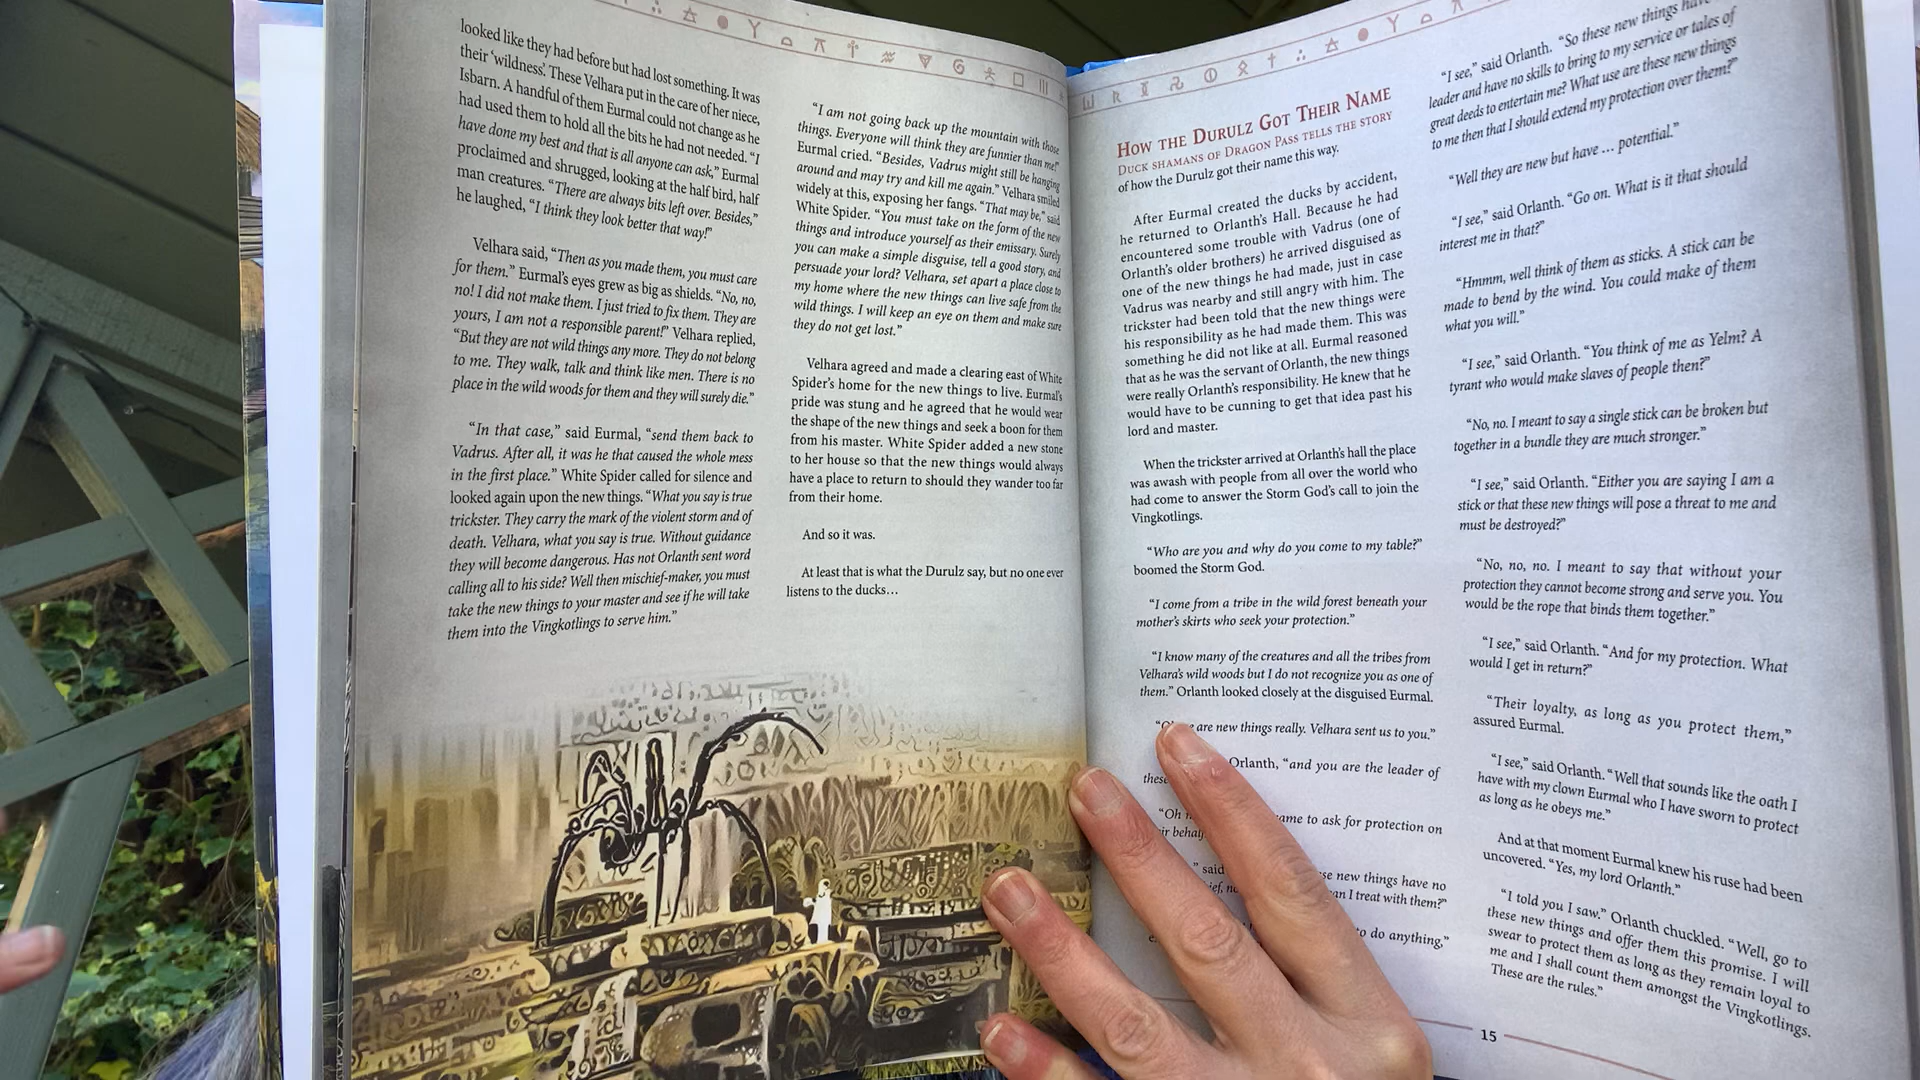 looked like they had before but had lost something. It was
their ‘wildness’. These Velhara put in the care of her niece,
Isbarn. A handful of them Eurmal could not change as he
had used them to hold all the bits he had not needed. “I
have done my best and that is all anyone can ask,” Eurmal
proclaimed and shrugged, looking at the half bird, half
man creatures. “There are always bits left over. Besides,”
he laughed, “I think they look better that way!”
Velhara said, “Then as you made them, you must care
for them.” Eurmal’s eyes grew as big as shields. “No, no,
no! I did not make them. I just tried to fix them. They are
yours, I am not a responsible parent!” Velhara replied,
“But they are not wild things any more. They do not belong
to me. They walk, talk and think like men. There is no
place in the wild woods for them and they will surely die.”
“In that case,” said Eurmal, “send them back to
Vadrus. After all, it was he that caused the whole mess
in the first place.” White Spider called for silence and
looked again upon the new things. “What you say is true
trickster. They carry the mark of the violent storm and of
death. Velhara, what you say is true. Without guidance
they will become dangerous. Has not Orlanth sent word
calling all to his side? Well then mischief-maker, you must
take the new things to your master and see if he will take
them into the Vingkotlings to serve him.”
“I am not going back up the mountain with those
things. Everyone will think they are funnier than me!”
Eurmal cried. “Besides, Vadrus might still be hanging
around and may try and kill me again.” Velhara smiled
widely at this, exposing her fangs. “That may be,” said
White Spider. “You must take on the form of the new
things and introduce yourself as their emissary. Surely
you can make a simple disguise, tell a good story, and
persuade your lord? Velhara, set apart a place close to
my home where the new things can live safe from the
wild things. I will keep an eye on them and make sure
they do not get lost.”
Velhara agreed and made a clearing east of White
Spider’s home for the new things to live. Eurmal’s
pride was stung and he agreed that he would wear
the shape of the new things and seek a boon for them
from his master. White Spider added a new stone
to her house so that the new things would always
have a place to return to should they wander too far
from their home.
And so it was.
At least that is what the Durulz say, but no one ever
listens to the ducks…
How the Durulz Got Their Name
Duck shamans of Dragon Pass tells the story
of how the Durulz got their name this way.
After Eurmal created the ducks by accident,
he returned to Orlanth’s Hall. Because he had
encountered some trouble with Vadrus (one of
Orlanth’s older brothers) he arrived disguised as
one of the new things he had made, just in case
Vadrus was nearby and still angry with him. The
trickster had been told that the new things were
his responsibility as he had made them. This was
something he did not like at all. Eurmal reasoned
that as he was the servant of Orlanth, the new things
were really Orlanth’s responsibility. He knew that he
would have to be cunning to get that idea past his
lord and master.
When the trickster arrived at Orlanth’s hall the place
was awash with people from all over the world who
had come to answer the Storm God’s call to join the
Vingkotlings.
“Who are you and why do you come to my table?”
boomed the Storm God.
“I come from a tribe in the wild forest beneath your
mother’s skirts who seek your protection.”
“I know many of the creatures and all the tribes from
Velhara’s wild woods but I do not recognize you as one of
them.” Orlanth looked closely at the disguised Eurmal.
are new things really. Velhara sent us to you.”
Orlanth, “and you are the leader of
these
“Oh came to ask for protection on
said these new things have no
can I treat with them?”
to do anything,”
“I see,” said Orlanth. “So these new things have
leader and have no skills to bring to my service or tales of
great deeds to entertain me? What use are these new things
to me then that I should extend my protection over them?”
“Well they are new but have … potential.”
“I see,” said Orlanth. “Go on. What is it that should
interest me in that?”
“Hmmm, well think of them as sticks. A stick can be
made to bend by the wind. You could make of them
what you will.”
“I see,” said Orlanth. “You think of me as Yelm? A
tyrant who would make slaves of people then?”
“No, no. I meant to say a single stick can be broken but
together in a bundle they are much stronger.”
“I see,” said Orlanth. “Either you are saying I am a
stick or that these new things will pose a threat to me and
must be destroyed?”
“No, no, no. I meant to say that without your
protection they cannot become strong and serve you. You
would be the rope that binds them together.”
“I see,” said Orlanth. “And for my protection. What
would I get in return?”
“Their loyalty, as long as you protect them,”
assured Eurmal.
“I see,” said Orlanth. “Well that sounds like the oath I
have with my clown Eurmal who I have sworn to protect
as long as he obeys me.”
And at that moment Eurmal knew his ruse had been
uncovered. “Yes, my lord Orlanth.”
“I told you I saw.” Orlanth chuckled. “Well, go to
these new things and offer them this promise. I will
swear to protect them as long as they remain loyal to
me and I shall count them amongst the Vingkotlings.
These are the rules.”
15